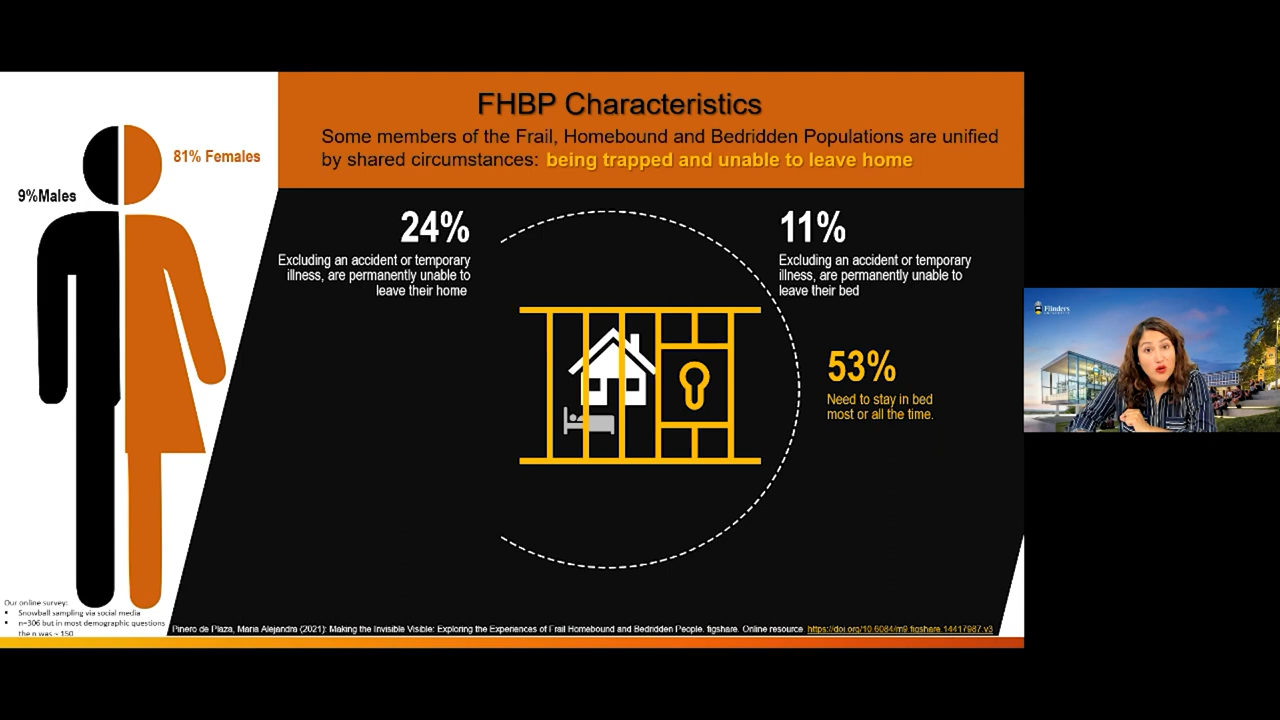 FHBP Characteristics
Some members of the Frail, Homebound and Bedridden Populations are unified
by shared circumstances: being trapped and unable to leave home
81% Females
9%Males
24%
Excluding an accident or temporary
illness, are permanently unable to
leave their home
11%
Excluding an accident or temporary
illness, are permanently unable to
leave their bed
53%
Need to stay in bed
most or all the time.
Flinders
Our online survey:
▪ Snowball sampling via social media
▪ n=306 but in most demographic questions
the n was ~ 150
Pinero de Plaza, Maria Alejandra (2021): Making the Invisible Visible: Exploring the Experiences of Frail Homebound and Bedridden People. figshare. Online resource. https://doi.org/10.6084/m9.figshare.14417987.v3